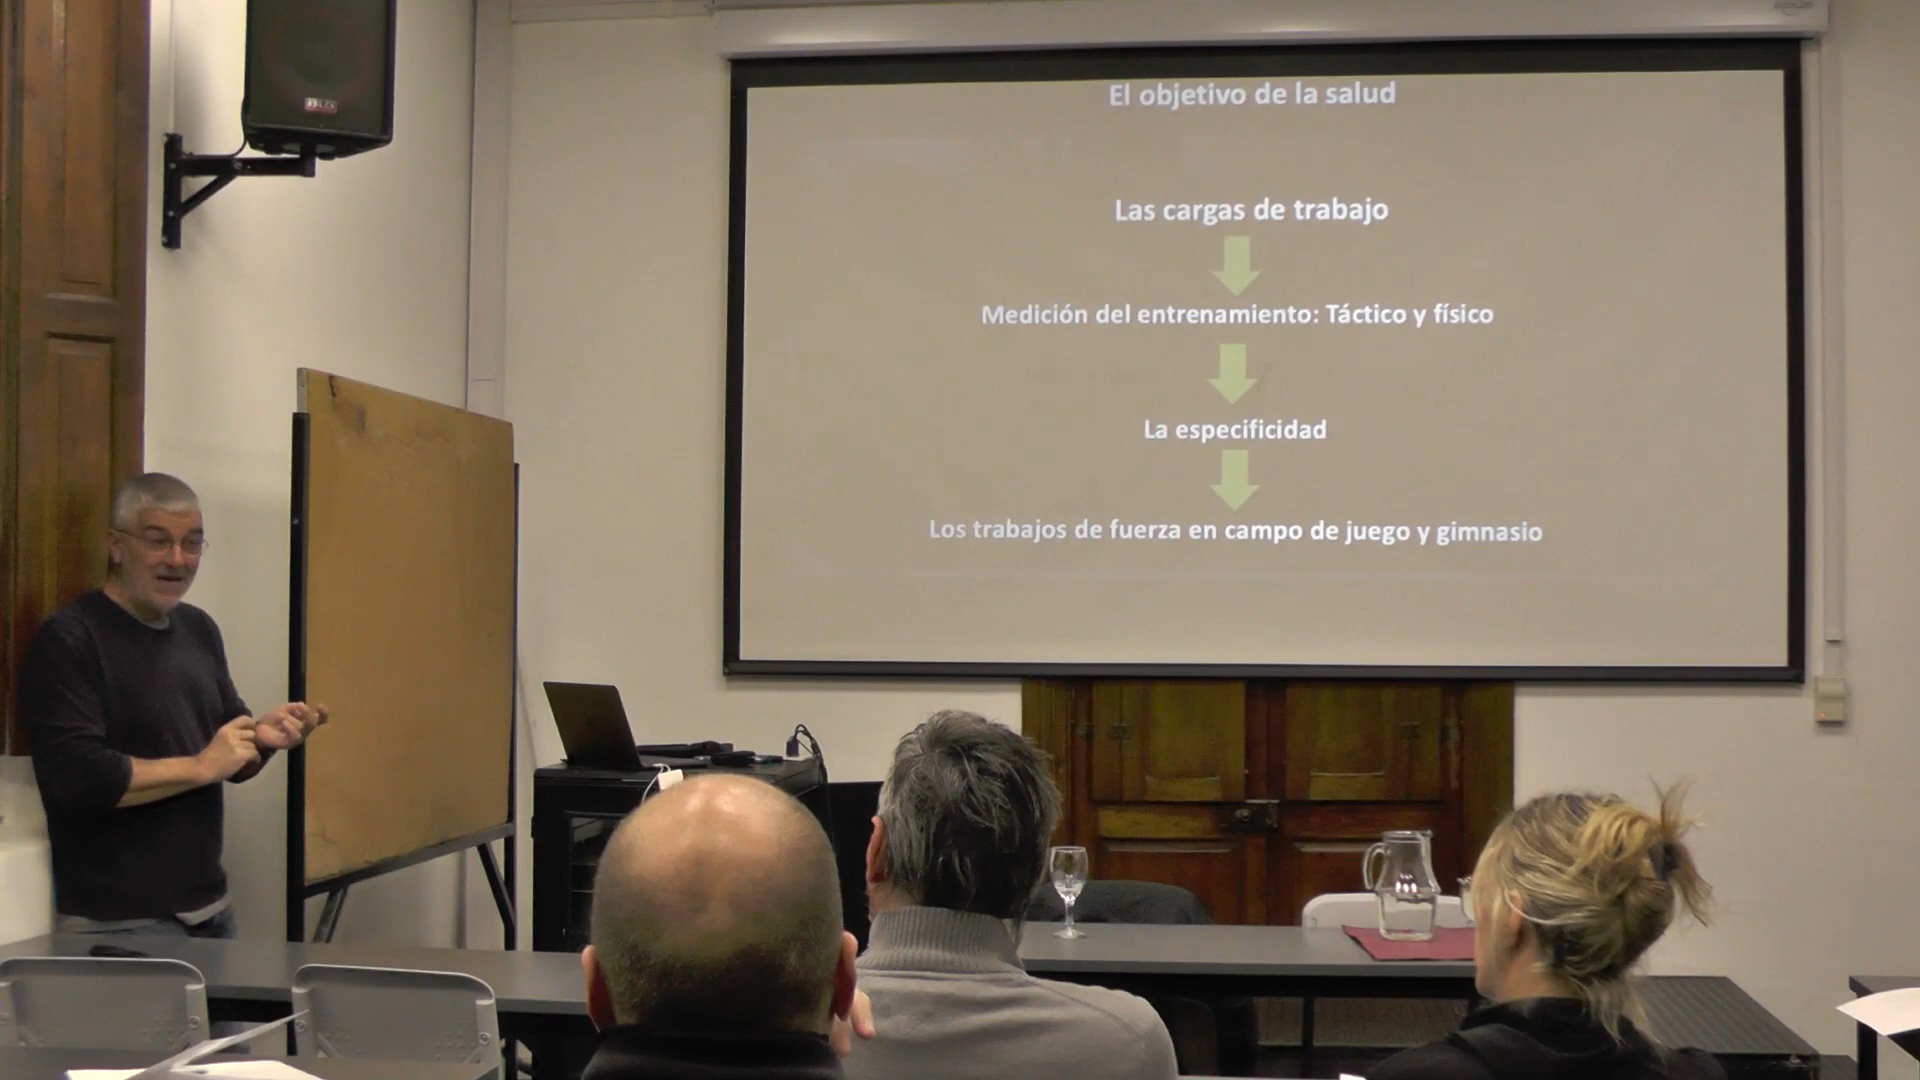 El objetivo de la salud
Las cargas de trabajo
Medición del entrenamiento: Táctico y físico
La especificidad
Los trabajos de fuerza en campo de juego y gimnasio